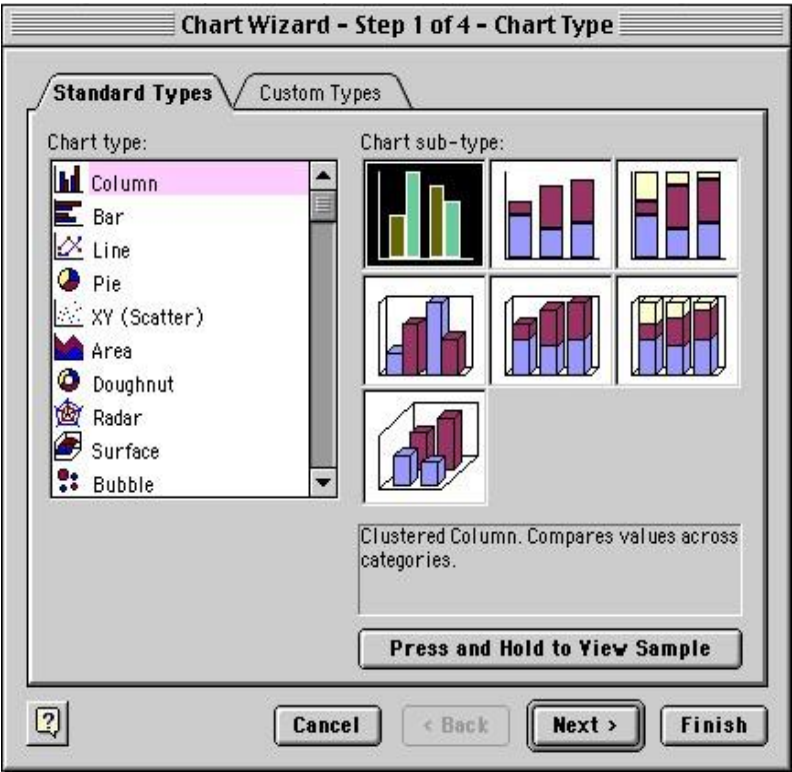 Chart Wizard – Step 1 of 4 – Chart Type
Standard Types
Custom Types
Chart type:
Column
Bar
Line
Pie
XY (Scatter)
Area
Doughnut
Radar
Surface
Bubble
Chart sub-type:
Clustered Column. Compares values across
categories.
Press and Hold to View Sample
?
Cancel
< Back
Next >
Finish